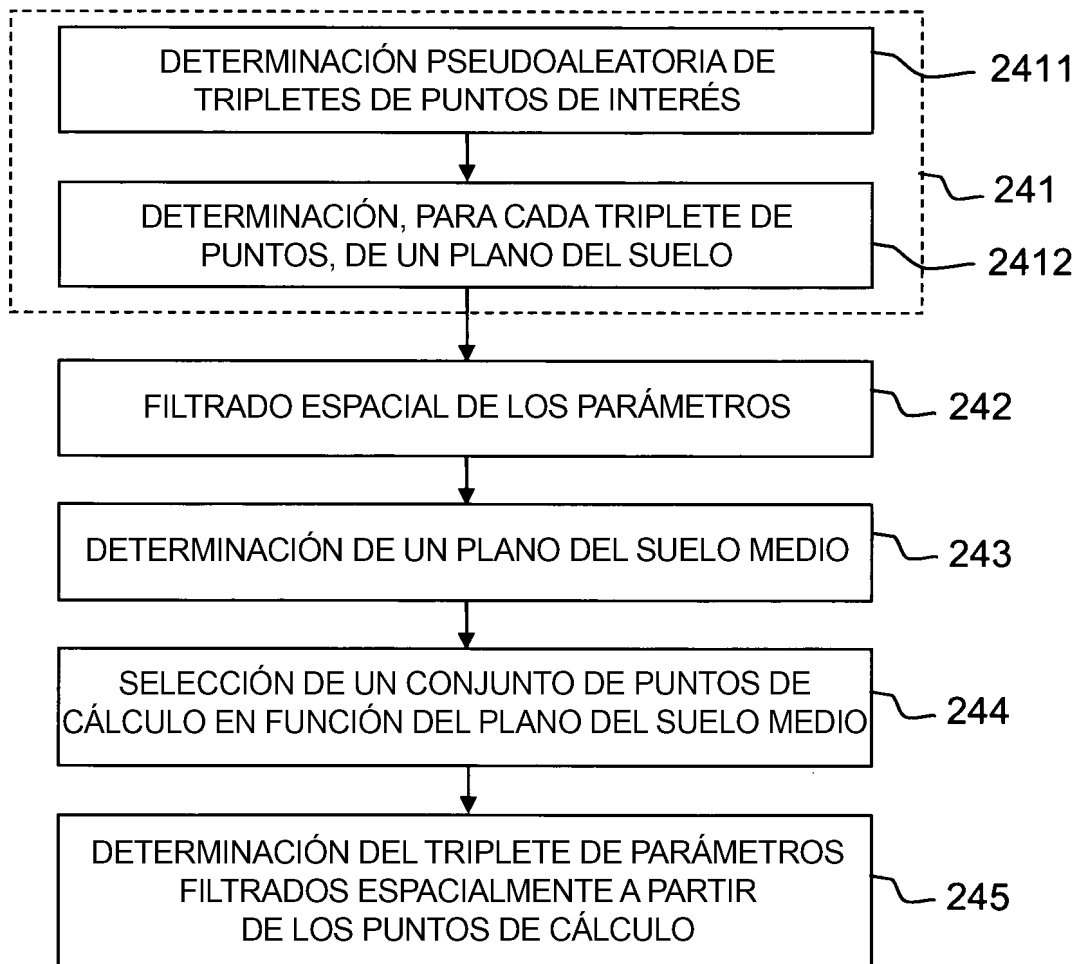 DETERMINACIÓN PSEUDOALEATORIA DE
TRIPLETES DE PUNTOS DE INTERÉS
2411
241
DETERMINACIÓN, PARA CADA TRIPLETE DE
PUNTOS, DE UN PLANO DEL SUELO
2412
FILTRADO ESPACIAL DE LOS PARÁMETROS
242
DETERMINACIÓN DE UN PLANO DEL SUELO MEDIO
243
SELECCIÓN DE UN CONJUNTO DE PUNTOS DE
CÁLCULO EN FUNCIÓN DEL PLANO DEL SUELO MEDIO
244
DETERMINACIÓN DEL TRIPLETE DE PARÁMETROS
FILTRADOS ESPACIALMENTE A PARTIR
DE LOS PUNTOS DE CÁLCULO
245